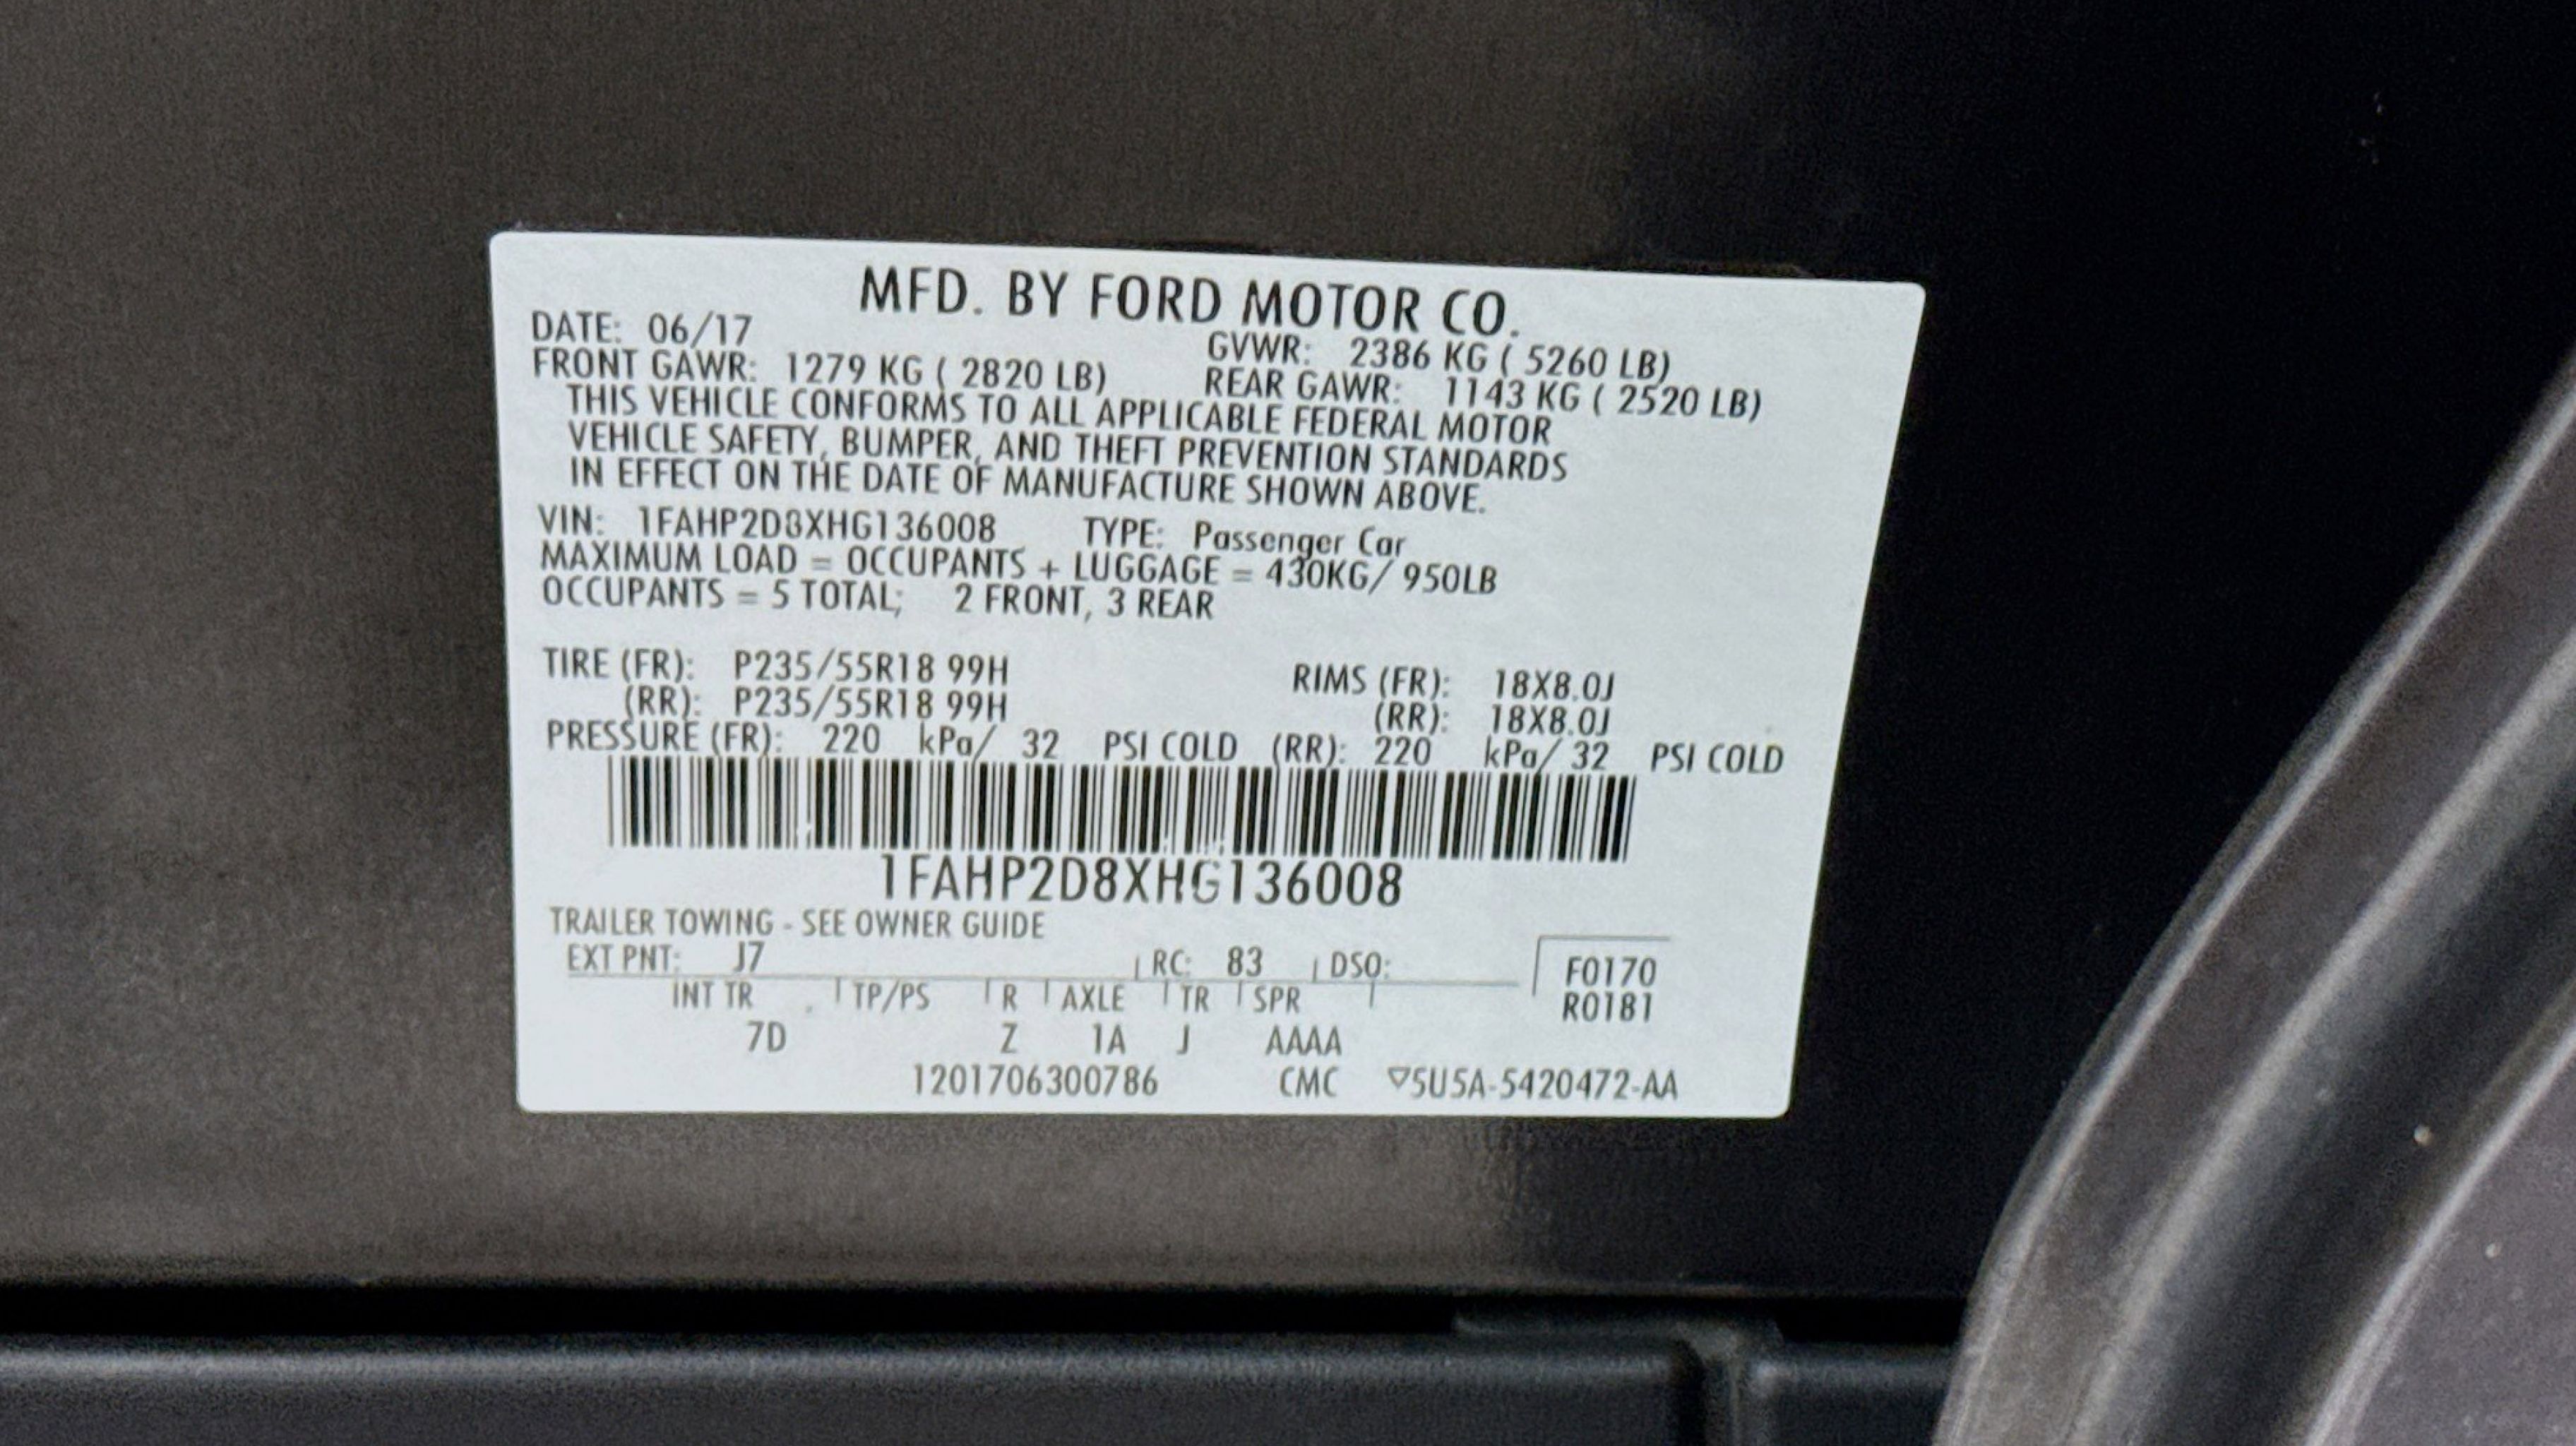 MFD. BY FORD MOTOR CO.
DATE: 06/17 GVWR: 2386 KG ( 5260 LB)
FRONT GAWR: 1279 KG ( 2820 LB) REAR GAWR: 1143 KG ( 2520 LB)
THIS VEHICLE CONFORMS TO ALL APPLICABLE FEDERAL MOTOR
VEHICLE SAFETY, BUMPER, AND THEFT PREVENTION STANDARDS
IN EFFECT ON THE DATE OF MANUFACTURE SHOWN ABOVE.
VIN: 1FAHP2D8XHG136008 TYPE: Passenger Car
MAXIMUM LOAD = OCCUPANTS + LUGGAGE = 430KG/ 950LB
OCCUPANTS = 5 TOTAL; 2 FRONT, 3 REAR
TIRE (FR): P235/55R18 99H RIMS (FR): 18X8.0J
(RR): P235/55R18 99H (RR): 18X8.0J
PRESSURE (FR): 220 kPa/ 32 PSI COLD (RR): 220 kPa/ 32 PSI COLD
1FAHP2D8XHG136008
TRAILER TOWING - SEE OWNER GUIDE
EXT PNT: J7 RC: 83 DSO: F0170
INT TR TP/PS R AXLE TR SPR R0181
7D Z 1A J AAAA
1201706300786 CMC ▽5U5A-5420472-AA